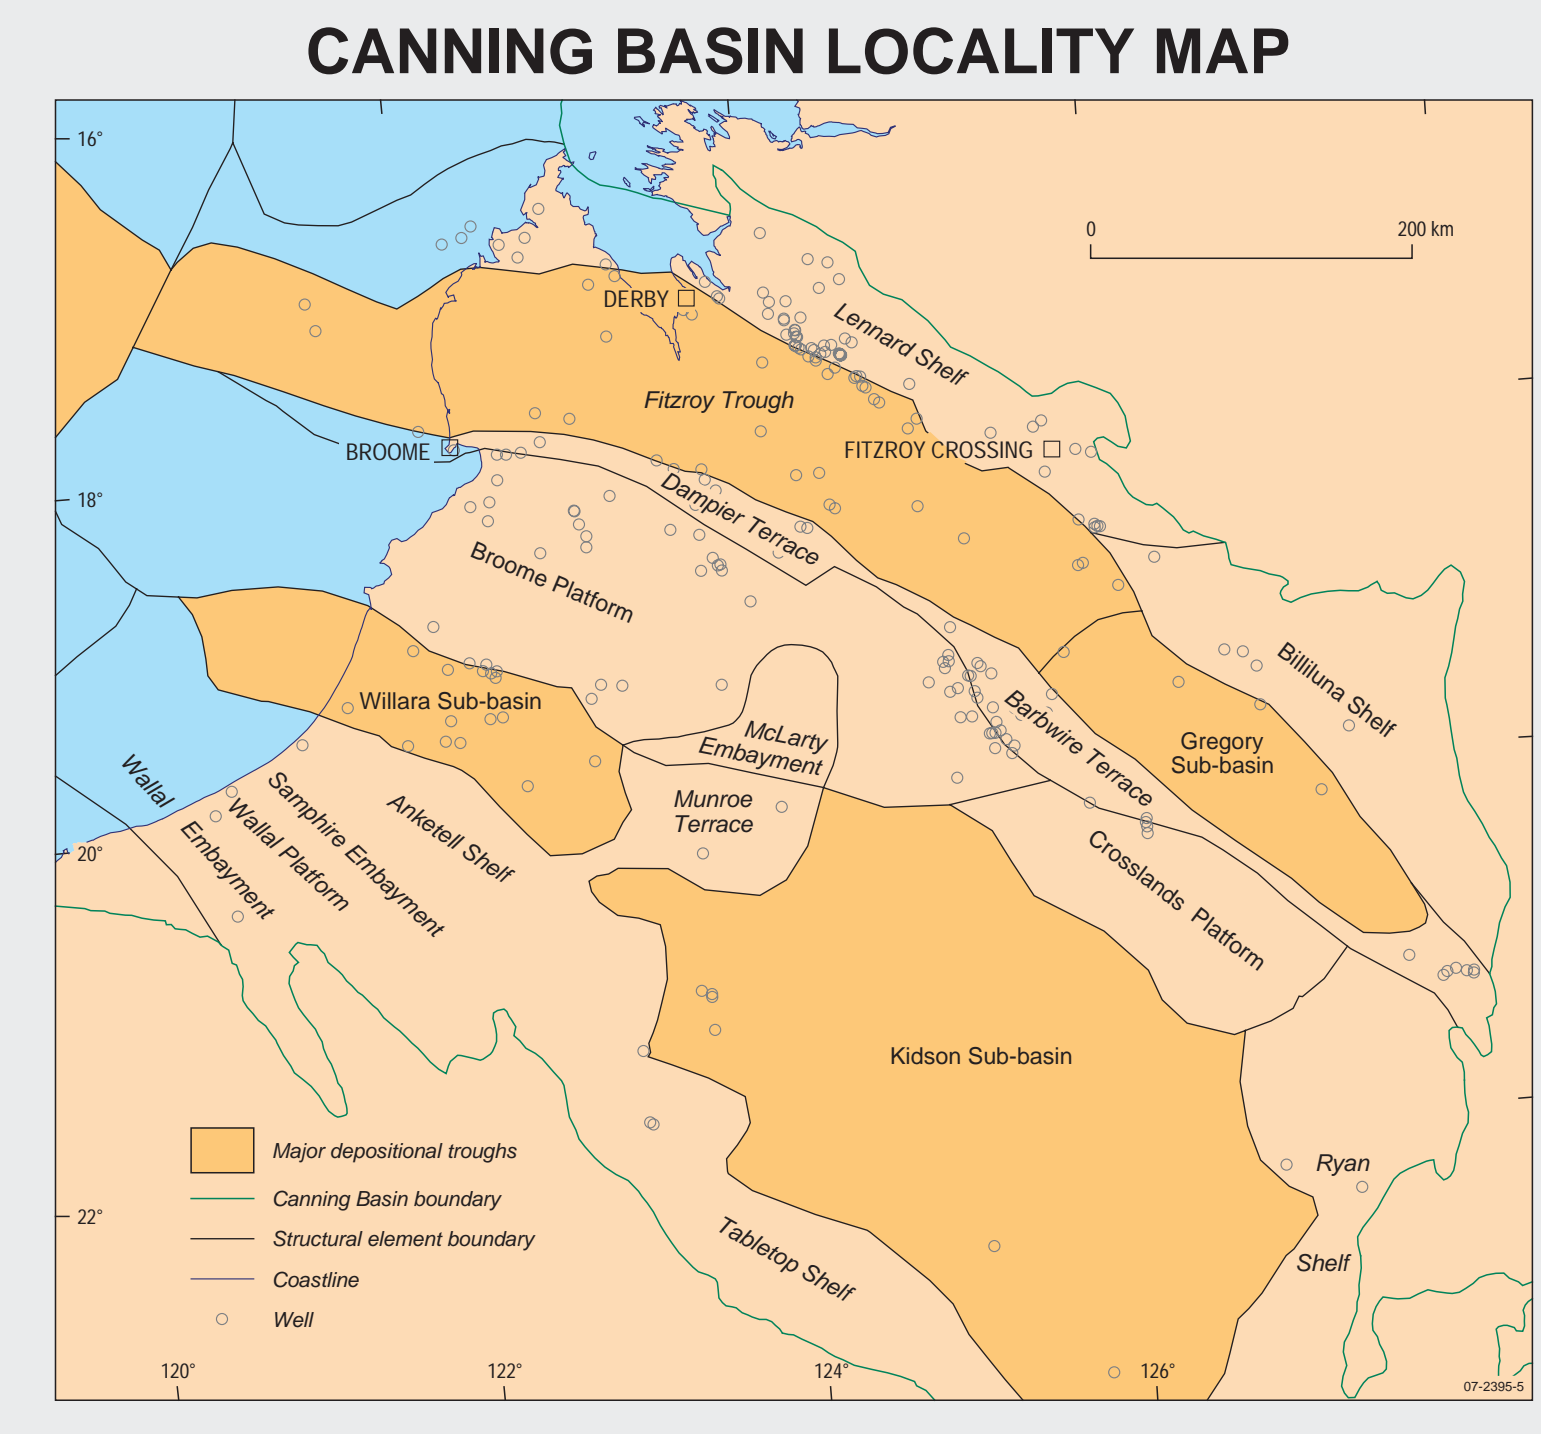 CANNING BASIN LOCALITY MAP
16°
0
200 km
DERBY
Lennard Shelf
Fitzroy Trough
BROOME
FITZROY CROSSING
18°
Dampier Terrace
Broome Platform
Billiluna Shelf
Willara Sub-basin
Barbwire Terrace
McLarty
Embayment
Gregory
Sub-basin
Wallal
Embayment
Wallal Platform
Samphire Embayment
Anketell Shelf
Munroe
Terrace
20°
Crosslands Platform
Kidson Sub-basin
Major depositional troughs
Ryan
Shelf
Canning Basin boundary
22°
Structural element boundary
Tabletop Shelf
Coastline
Well
120°
122°
124°
126°
07-2395-5